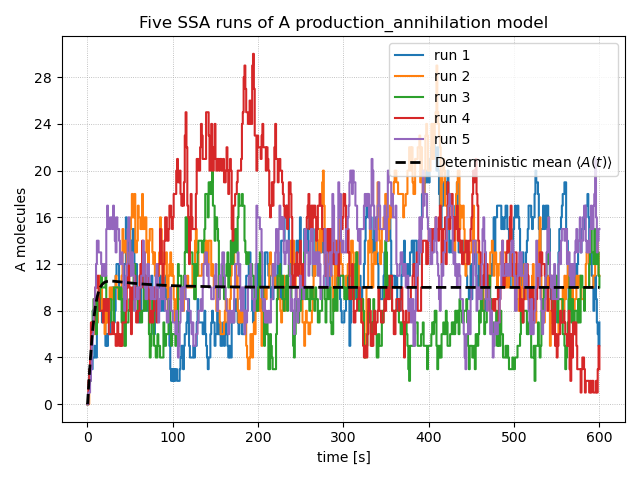 Five SSA runs of A production_annihilation model
run 1
run 2
run 3
run 4
run 5
Deterministic mean ⟨A(t)⟩
A molecules
28
24
20
16
12
8
4
0
0 100 200 300 400 500 600
time [s]